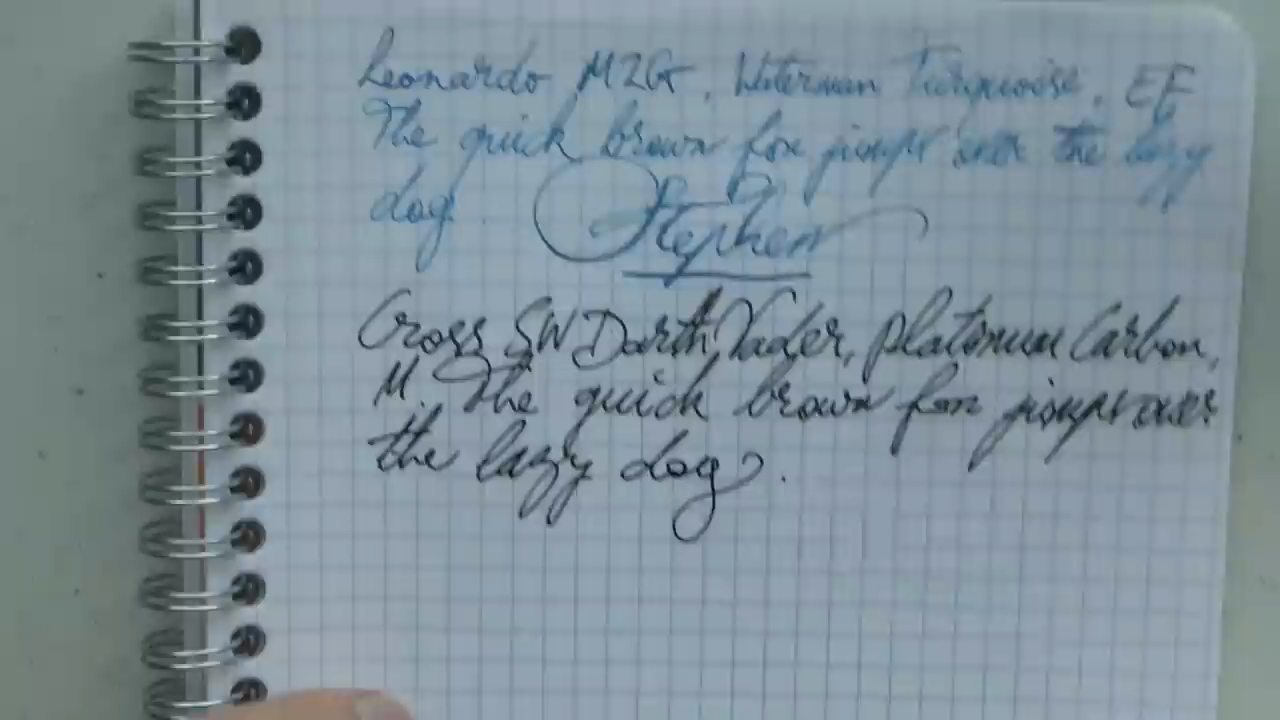 Leonardo MZG, Waterman Turquoise, EF
The quick brown fox jumps over the lazy
dog. Stephen
Cross SW Darth Vader, Platinum Carbon,
M. The quick brown fox jumps over
the lazy dog.